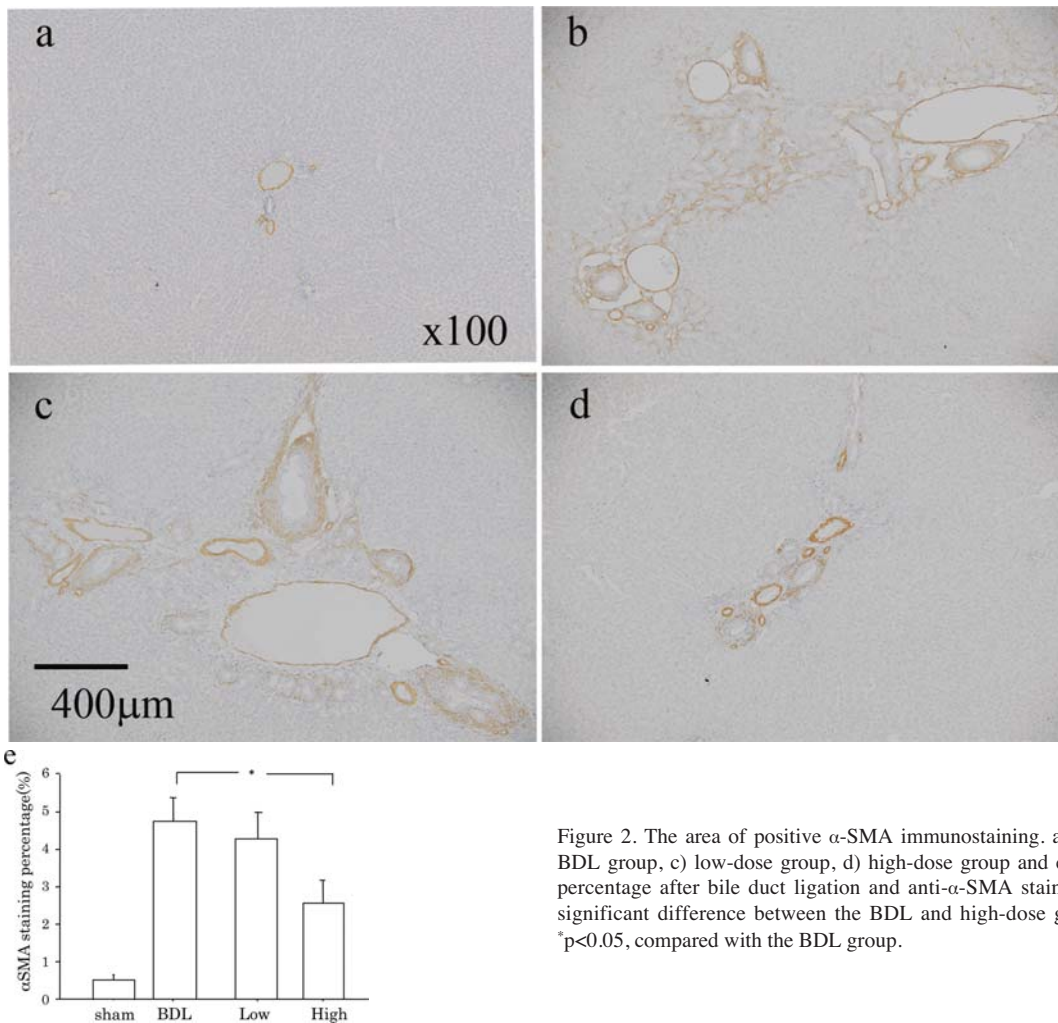 a
b
x100
c
d
400μm
e
αSMA staining percentage(%)
6
5
4
3
2
1
0
*
sham BDL Low High
Figure 2. The area of positive α-SMA immunostaining. a
BDL group, c) low-dose group, d) high-dose group and
percentage after bile duct ligation and anti-α-SMA stain
significant difference between the BDL and high-dose g
*p<0.05, compared with the BDL group.